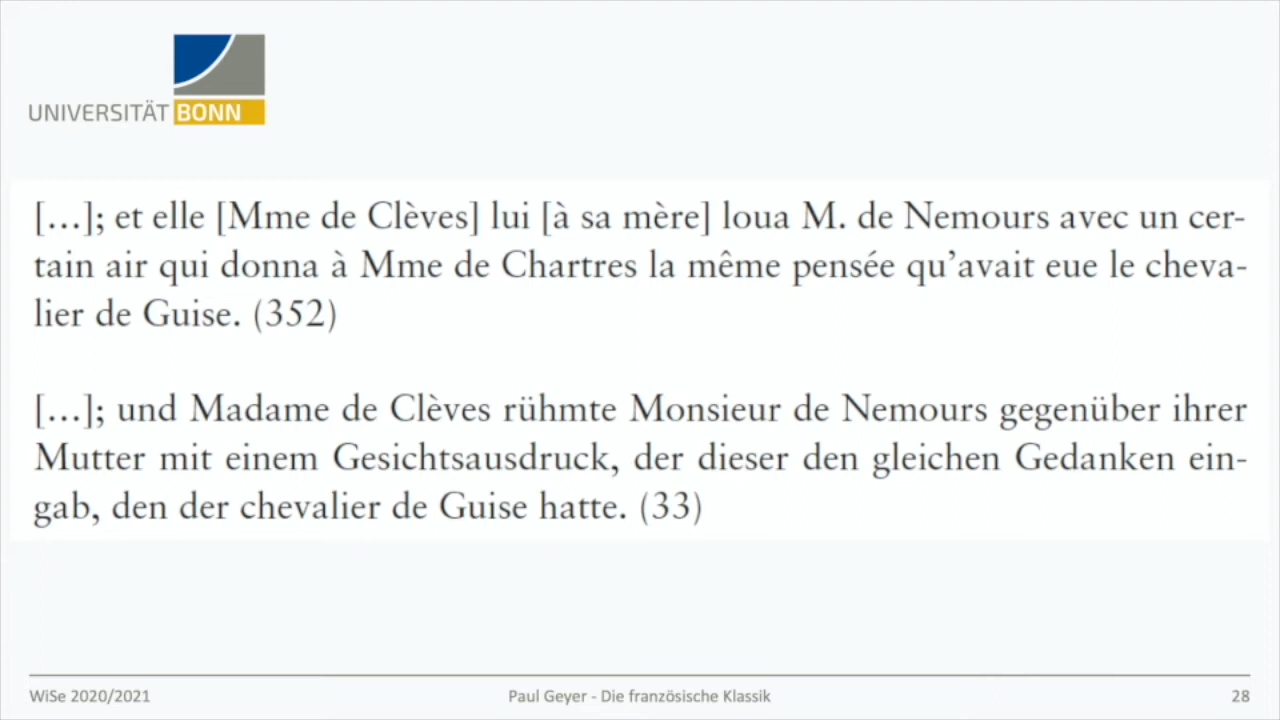 UNIVERSITÄT BONN
[…]; et elle [Mme de Clèves] lui [à sa mère] loua M. de Nemours avec un cer-
tain air qui donna à Mme de Chartres la même pensée qu’avait eue le cheva-
lier de Guise. (352)
[…]; und Madame de Clèves rühmte Monsieur de Nemours gegenüber ihrer
Mutter mit einem Gesichtsausdruck, der dieser den gleichen Gedanken ein-
gab, den der chevalier de Guise hatte. (33)
WiSe 2020/2021 Paul Geyer - Die französische Klassik 28